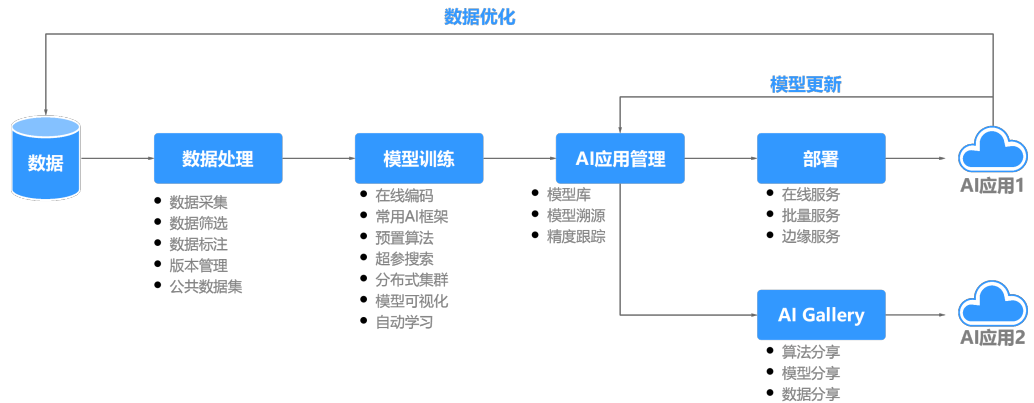 数据优化
模型更新
数据
数据处理
数据采集
数据筛选
数据标注
版本管理
公共数据集
模型训练
在线编码
常用AI框架
预置算法
超参搜索
分布式集群
模型可视化
自动学习
AI应用管理
模型库
模型溯源
精度跟踪
部署
在线服务
批量服务
边缘服务
AI应用1
AI Gallery
算法分享
模型分享
数据分享
AI应用2